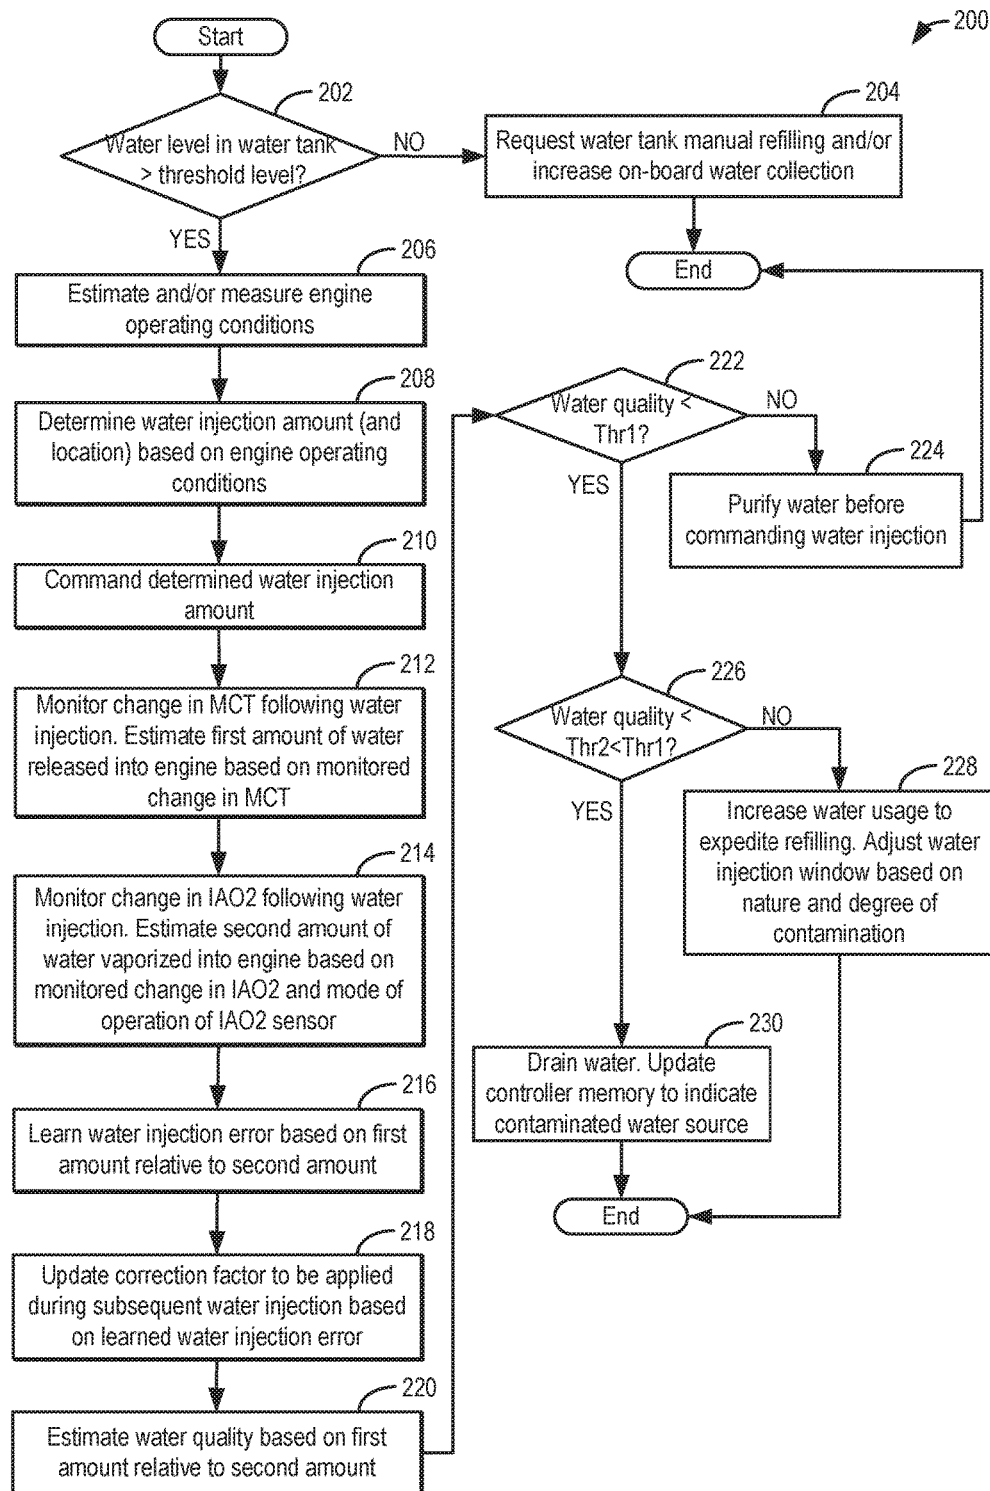 200
Start
202
Water level in water tank
> threshold level?
NO
YES
204
Request water tank manual refilling and/or
increase on-board water collection
End
206
Estimate and/or measure engine
operating conditions
208
Determine water injection amount (and
location) based on engine operating
conditions
210
Command determined water injection
amount
212
Monitor change in MCT following water
injection. Estimate first amount of water
released into engine based on monitored
change in MCT
214
Monitor change in IAO2 following water
injection. Estimate second amount of
water vaporized into engine based on
monitored change in IAO2 and mode of
operation of IAO2 sensor
216
Learn water injection error based on first
amount relative to second amount
218
Update correction factor to be applied
during subsequent water injection based
on learned water injection error
220
Estimate water quality based on first
amount relative to second amount
222
Water quality <
Thr1?
NO
YES
224
Purify water before
commanding water injection
226
Water quality <
Thr2<Thr1?
NO
YES
228
Increase water usage to
expedite refilling. Adjust water
injection window based on
nature and degree of
contamination
230
Drain water. Update
controller memory to indicate
contaminated water source
End